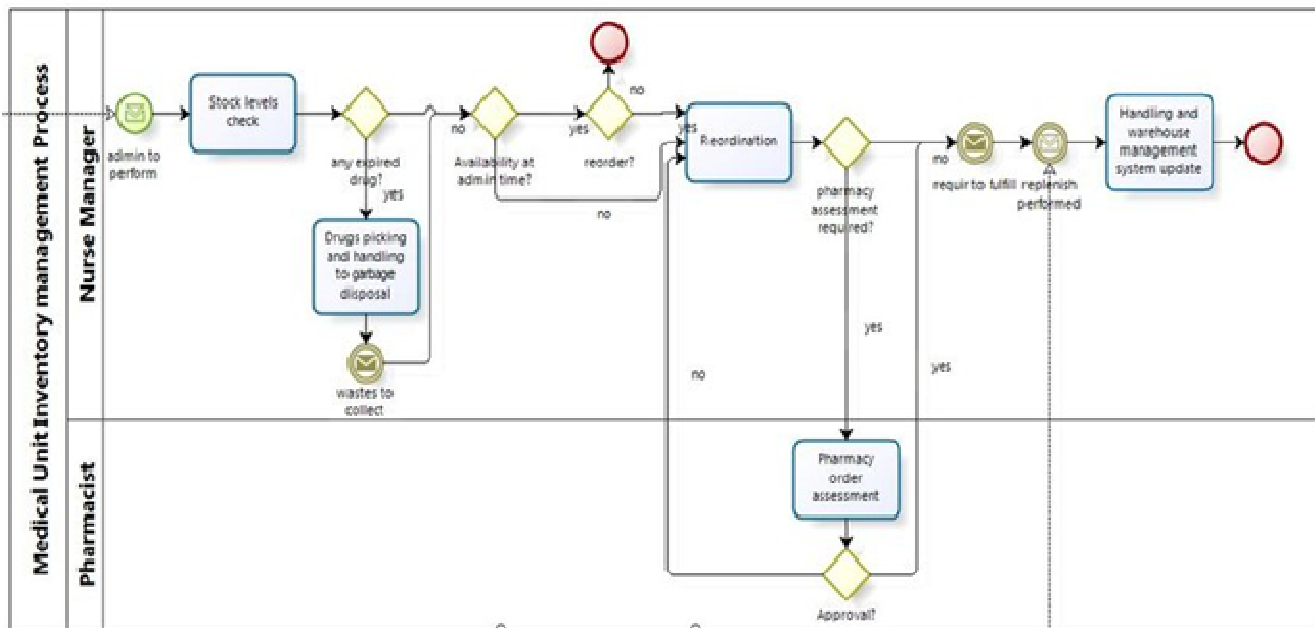 Medical Unit Inventory management Process
Nurse Manager
Pharmacist
admin to
perform
Stock levels
check
any expired
drug?
yes
no
Drugs picking
and handling
to garbage
disposal
wastes to
collect
Availability at
admin time?
yes
no
reorder?
no
yes
Reordination
pharmacy
assessment
required?
no
yes
requir to fulfill
replenish
performed
Handling and
warehouse
management
system update
Pharmacy
order
assessment
Approval?
no
yes